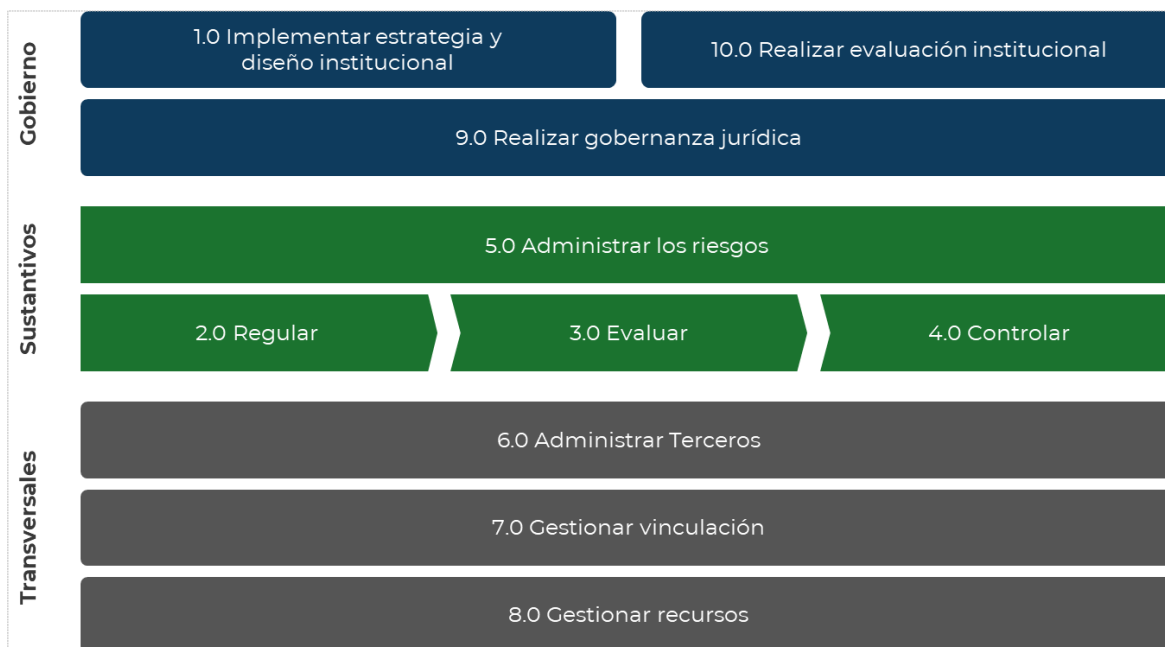 Gobierno
1.0 Implementar estrategia y
diseño institucional
10.0 Realizar evaluación institucional
9.0 Realizar gobernanza jurídica
Sustantivos
5.0 Administrar los riesgos
2.0 Regular
3.0 Evaluar
4.0 Controlar
Transversales
6.0 Administrar Terceros
7.0 Gestionar vinculación
8.0 Gestionar recursos